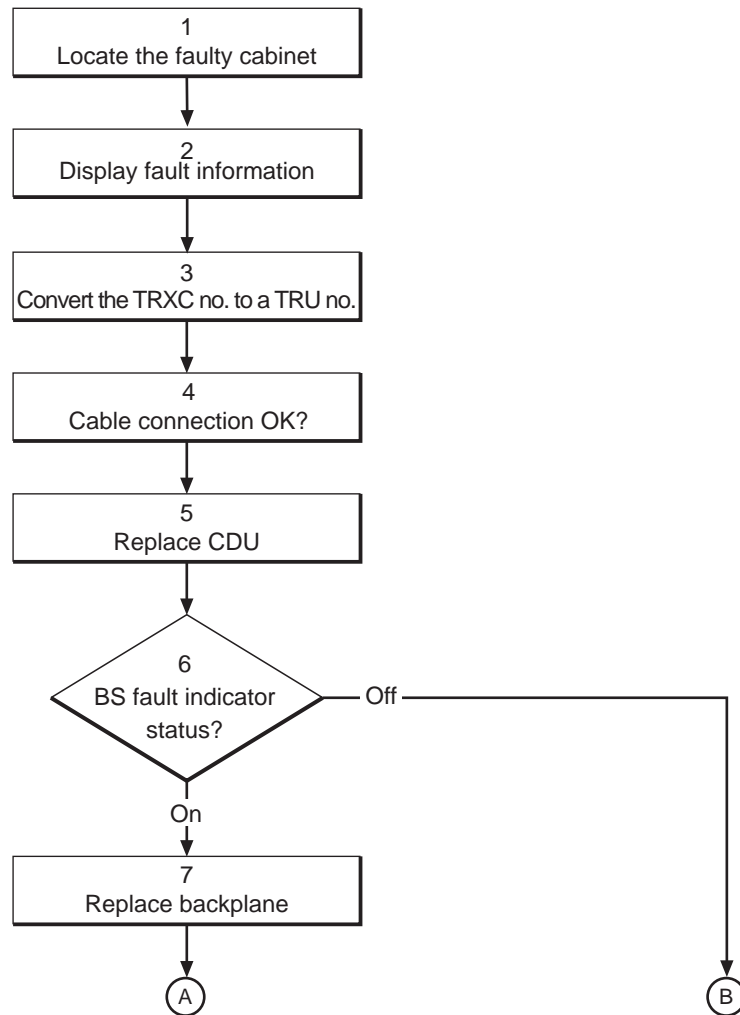 1
Locate the faulty cabinet
2
Display fault information
3
Convert the TRXC no. to a TRU no.
4
Cable connection OK?
5
Replace CDU
6
BS fault indicator
status?
Off
On
7
Replace backplane
A
B